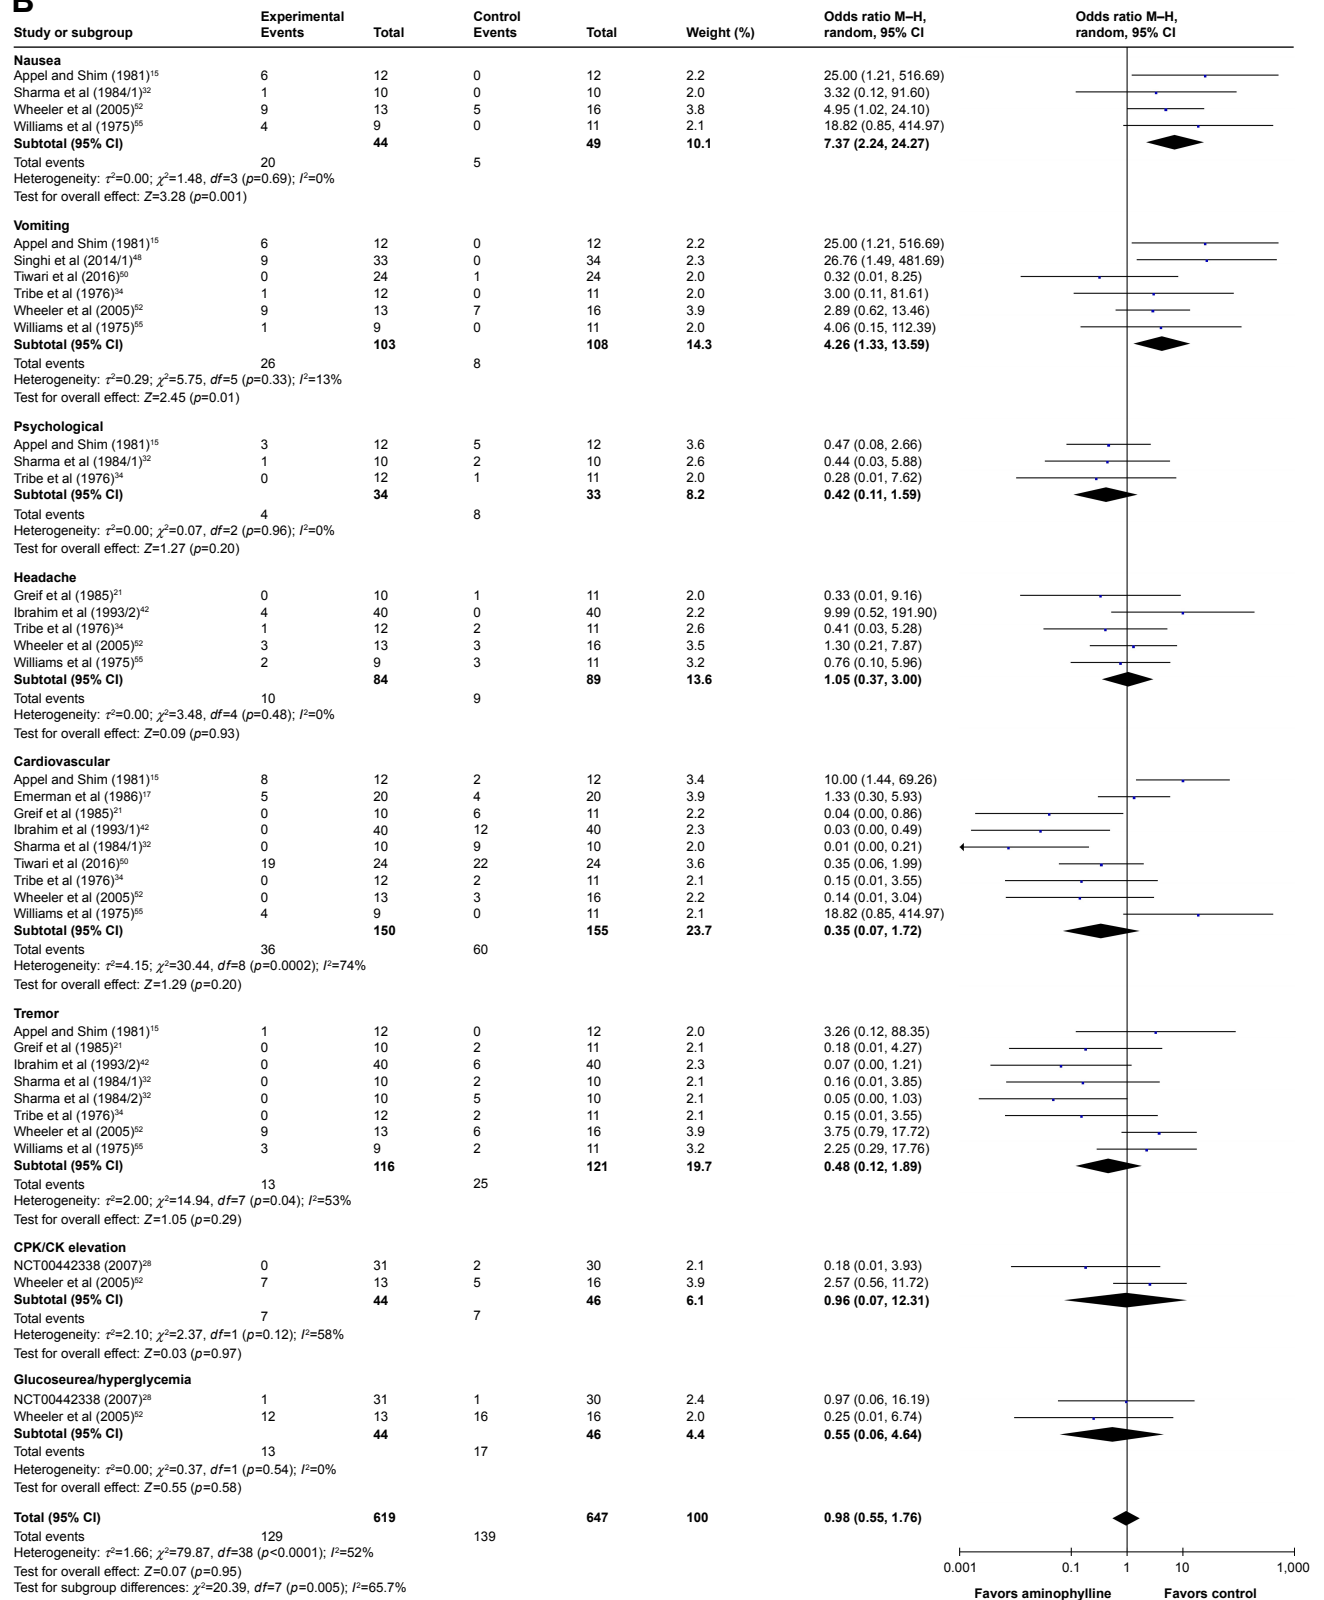 B
Experimental Control Odds ratio M–H, Odds ratio M–H,
Study or subgroup Events Total Events Total Weight (%) random, 95% CI random, 95% CI
Nausea
Appel and Shim (1981)15 6 12 0 12 2.2 25.00 (1.21, 516.69)
Sharma et al (1984/1)32 1 10 0 10 2.0 3.32 (0.12, 91.60)
Wheeler et al (2005)52 9 13 5 16 3.8 4.95 (1.02, 24.10)
Williams et al (1975)55 4 9 0 11 2.1 18.82 (0.85, 414.97)
Subtotal (95% CI) 44 49 10.1 7.37 (2.24, 24.27)
Total events 20 5
Heterogeneity: τ²=0.00; χ²=1.48, df=3 (p=0.69); I²=0%
Test for overall effect: Z=3.28 (p=0.001)
Vomiting
Appel and Shim (1981)15 6 12 0 12 2.2 25.00 (1.21, 516.69)
Singhi et al (2014/1)48 9 33 0 34 2.3 26.76 (1.49, 481.69)
Tiwari et al (2016)50 0 24 1 24 2.0 0.32 (0.01, 8.25)
Tribe et al (1976)34 1 12 0 11 2.0 3.00 (0.11, 81.61)
Wheeler et al (2005)52 9 13 7 16 3.9 2.89 (0.62, 13.46)
Williams et al (1975)55 1 9 0 11 2.0 4.06 (0.15, 112.39)
Subtotal (95% CI) 103 108 14.3 4.26 (1.33, 13.59)
Total events 26 8
Heterogeneity: τ²=0.29; χ²=5.75, df=5 (p=0.33); I²=13%
Test for overall effect: Z=2.45 (p=0.01)
Psychological
Appel and Shim (1981)15 3 12 5 12 3.6 0.47 (0.08, 2.66)
Sharma et al (1984/1)32 1 10 2 10 2.6 0.44 (0.03, 5.88)
Tribe et al (1976)34 0 12 1 11 2.0 0.28 (0.01, 7.62)
Subtotal (95% CI) 34 33 8.2 0.42 (0.11, 1.59)
Total events 4 8
Heterogeneity: τ²=0.00; χ²=0.07, df=2 (p=0.96); I²=0%
Test for overall effect: Z=1.27 (p=0.20)
Headache
Greif et al (1985)21 0 10 1 11 2.0 0.33 (0.01, 9.16)
Ibrahim et al (1993/2)42 4 40 0 40 2.2 9.99 (0.52, 191.90)
Tribe et al (1976)34 1 12 2 11 2.6 0.41 (0.03, 5.28)
Wheeler et al (2005)52 3 13 3 16 3.5 1.30 (0.21, 7.87)
Williams et al (1975)55 2 9 3 11 3.2 0.76 (0.10, 5.96)
Subtotal (95% CI) 84 89 13.6 1.05 (0.37, 3.00)
Total events 10 9
Heterogeneity: τ²=0.00; χ²=3.48, df=4 (p=0.48); I²=0%
Test for overall effect: Z=0.09 (p=0.93)
Cardiovascular
Appel and Shim (1981)15 8 12 2 12 3.4 10.00 (1.44, 69.26)
Emerman et al (1986)17 5 20 4 20 3.9 1.33 (0.30, 5.93)
Greif et al (1985)21 0 10 6 11 2.2 0.04 (0.00, 0.86)
Ibrahim et al (1993/1)42 0 40 12 40 2.3 0.03 (0.00, 0.49)
Sharma et al (1984/1)32 0 10 9 10 2.0 0.01 (0.00, 0.21)
Tiwari et al (2016)50 19 24 22 24 3.6 0.35 (0.06, 1.99)
Tribe et al (1976)34 0 12 2 11 2.1 0.15 (0.01, 3.55)
Wheeler et al (2005)52 0 13 3 16 2.2 0.14 (0.01, 3.04)
Williams et al (1975)55 4 9 0 11 2.1 18.82 (0.85, 414.97)
Subtotal (95% CI) 150 155 23.7 0.35 (0.07, 1.72)
Total events 36 60
Heterogeneity: τ²=4.15; χ²=30.44, df=8 (p=0.0002); I²=74%
Test for overall effect: Z=1.29 (p=0.20)
Tremor
Appel and Shim (1981)15 1 12 0 12 2.0 3.26 (0.12, 88.35)
Greif et al (1985)21 0 10 2 11 2.1 0.18 (0.01, 4.27)
Ibrahim et al (1993/2)42 0 40 6 40 2.3 0.07 (0.00, 1.21)
Sharma et al (1984/1)32 0 10 2 10 2.1 0.16 (0.01, 3.85)
Sharma et al (1984/2)32 0 10 5 10 2.1 0.05 (0.00, 1.03)
Tribe et al (1976)34 0 12 2 11 2.1 0.15 (0.01, 3.55)
Wheeler et al (2005)52 9 13 6 16 3.9 3.75 (0.79, 17.72)
Williams et al (1975)55 3 9 2 11 3.2 2.25 (0.29, 17.76)
Subtotal (95% CI) 116 121 19.7 0.48 (0.12, 1.89)
Total events 13 25
Heterogeneity: τ²=2.00; χ²=14.94, df=7 (p=0.04); I²=53%
Test for overall effect: Z=1.05 (p=0.29)
CPK/CK elevation
NCT00442338 (2007)28 0 31 2 30 2.1 0.18 (0.01, 3.93)
Wheeler et al (2005)52 7 13 5 16 3.9 2.57 (0.56, 11.72)
Subtotal (95% CI) 44 46 6.1 0.96 (0.07, 12.31)
Total events 7 7
Heterogeneity: τ²=2.10; χ²=2.37, df=1 (p=0.12); I²=58%
Test for overall effect: Z=0.03 (p=0.97)
Glucoseurea/hyperglycemia
NCT00442338 (2007)28 1 31 1 30 2.4 0.97 (0.06, 16.19)
Wheeler et al (2005)52 12 13 16 16 2.0 0.25 (0.01, 6.74)
Subtotal (95% CI) 44 46 4.4 0.55 (0.06, 4.64)
Total events 13 17
Heterogeneity: τ²=0.00; χ²=0.37, df=1 (p=0.54); I²=0%
Test for overall effect: Z=0.55 (p=0.58)
Total (95% CI) 619 647 100 0.98 (0.55, 1.76)
Total events 129 139
Heterogeneity: τ²=1.66; χ²=79.87, df=38 (p<0.0001); I²=52%
Test for overall effect: Z=0.07 (p=0.95)
Test for subgroup differences: χ²=20.39, df=7 (p=0.005); I²=65.7%
0.001 0.1 1 10 1,000
Favors aminophylline Favors control